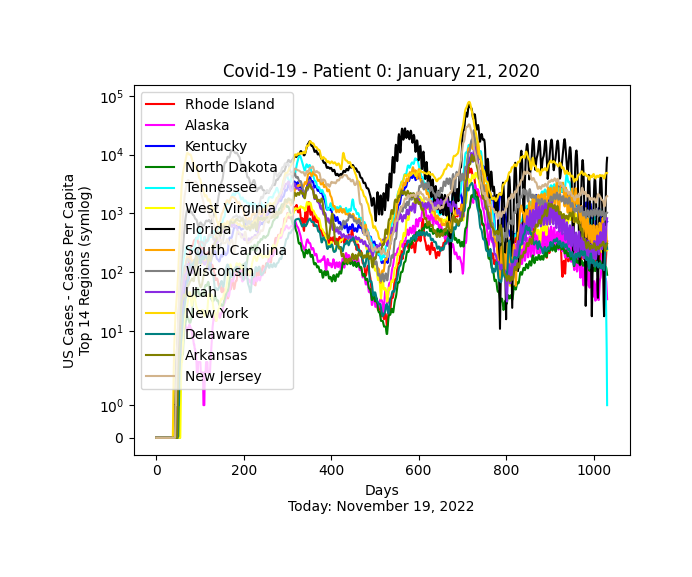 Covid-19 - Patient 0: January 21, 2020
US Cases - Cases Per Capita
Top 14 Regions (symlog)
10^5
10^4
10^3
10^2
10^1
10^0
0
Rhode Island
Alaska
Kentucky
North Dakota
Tennessee
West Virginia
Florida
South Carolina
Wisconsin
Utah
New York
Delaware
Arkansas
New Jersey
0 200 400 600 800 1000
Days
Today: November 19, 2022